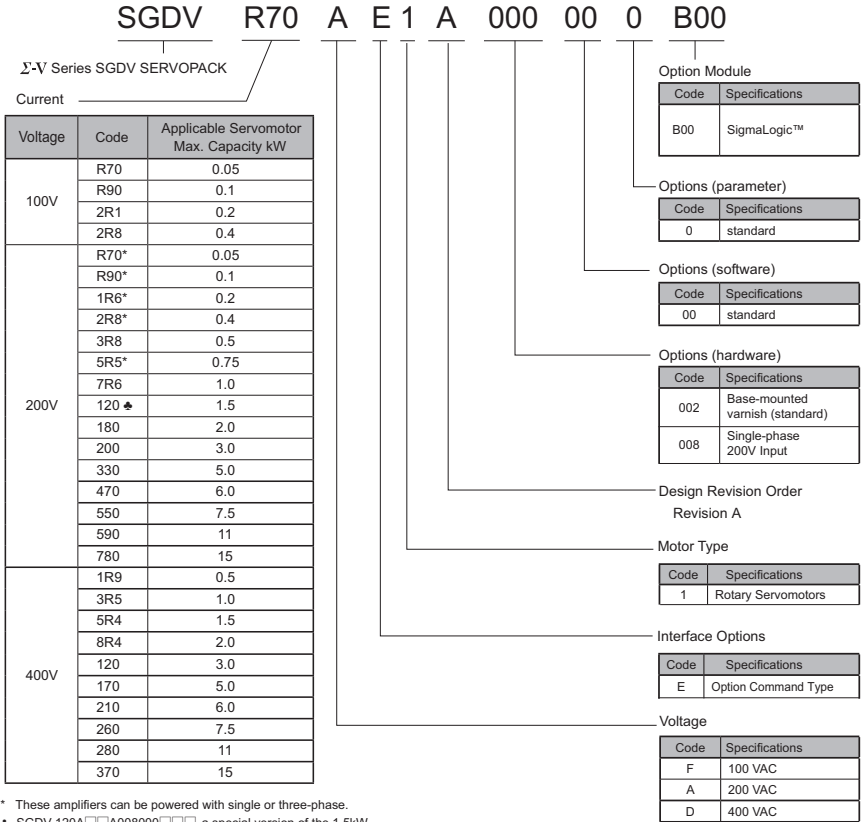 SGDV R70 A E 1 A 000 00 0 B00
Σ-V Series SGDV SERVOPACK
Current
Voltage Code Applicable Servomotor Max. Capacity kW
100V
R70 0.05
R90 0.1
2R1 0.2
2R8 0.4
200V
R70* 0.05
R90* 0.1
1R6* 0.2
2R8* 0.4
3R8 0.5
5R5* 0.75
7R6 1.0
120 ♣ 1.5
180 2.0
200 3.0
330 5.0
470 6.0
550 7.5
590 11
780 15
400V
1R9 0.5
3R5 1.0
5R4 1.5
8R4 2.0
120 3.0
170 5.0
210 6.0
260 7.5
280 11
370 15
* These amplifiers can be powered with single or three-phase.
Option Module
Code Specifications
B00 SigmaLogic™
Options (parameter)
Code Specifications
0 standard
Options (software)
Code Specifications
00 standard
Options (hardware)
Code Specifications
002 Base-mounted
varnish (standard)
008 Single-phase
200V Input
Design Revision Order
Revision A
Motor Type
Code Specifications
1 Rotary Servomotors
Interface Options
Code Specifications
E Option Command Type
Voltage
Code Specifications
F 100 VAC
A 200 VAC
D 400 VAC